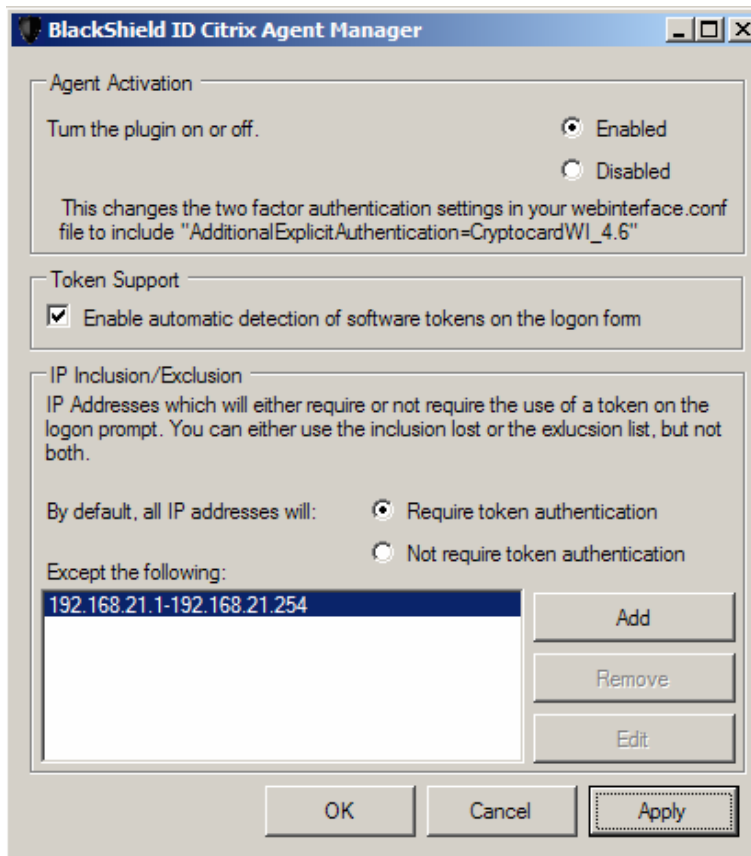 BlackShield ID Citrix Agent Manager
Agent Activation
Turn the plugin on or off.
Enabled
Disabled
This changes the two factor authentication settings in your webinterface.conf
file to include "AdditionalExplicitAuthentication=CryptocardWI_4.6"
Token Support
Enable automatic detection of software tokens on the logon form
IP Inclusion/Exclusion
IP Addresses which will either require or not require the use of a token on the
logon prompt. You can either use the inclusion lost or the exlucsion list, but not
both.
By default, all IP addresses will:
Require token authentication
Not require token authentication
Except the following:
192.168.21.1-192.168.21.254
Add
Remove
Edit
OK
Cancel
Apply